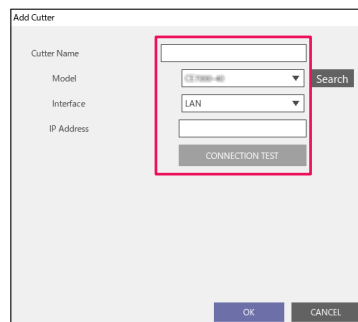 Add Cutter
Cutter Name
Model
Search
Interface LAN
IP Address
CONNECTION TEST
OK CANCEL